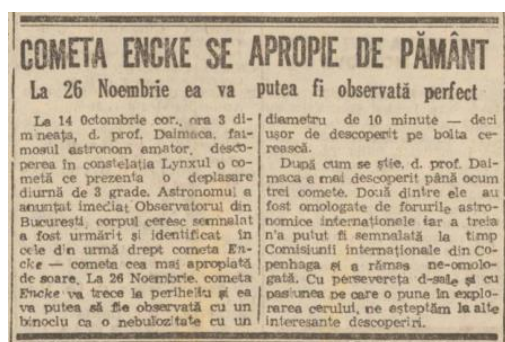 COMETA ENCKE SE APROPIE DE PĂMÂNT
La 26 Noembrie ea va putea fi observată perfect
La 14 Octombrie cor., ora 3 di-
mineața, d. prof. Daimaca, fai-
mosul astronom amator, desco-
perea în constelația Lynxul o co-
metă ce prezenta o deplasare
diurnă de 3 grade. Astronomul a
anunțat imediat Observatorul din
București, corpul ceresc semnalat
a fost urmărit și identificat în
cele din urmă drept cometa En-
cke — cometa cea mai apropiată
de soare. La 26 Noembrie, cometa
Encke va trece la periheliu și ea
va putea să fie observată cu un
binoclu ca o nebulozitate cu un
diametru de 10 minute — deci
ușor de descoperit pe bolta ce-
rească.
După cum se știe, d. prof. Dai-
maca a mai descoperit până acum
trei comete. Două dintre ele au
fost omologate de forurile astro-
nomice internaționale iar a treia
n'a putut fi semnalată la timp
Comisiunii internaționale din Co-
penhaga și a rămas ne-omolo-
gată. Cu perseverența d-sale și cu
pasiunea pe care o pune în explo-
rarea cerului, ne așteptăm la alte
interesante descoperiri.